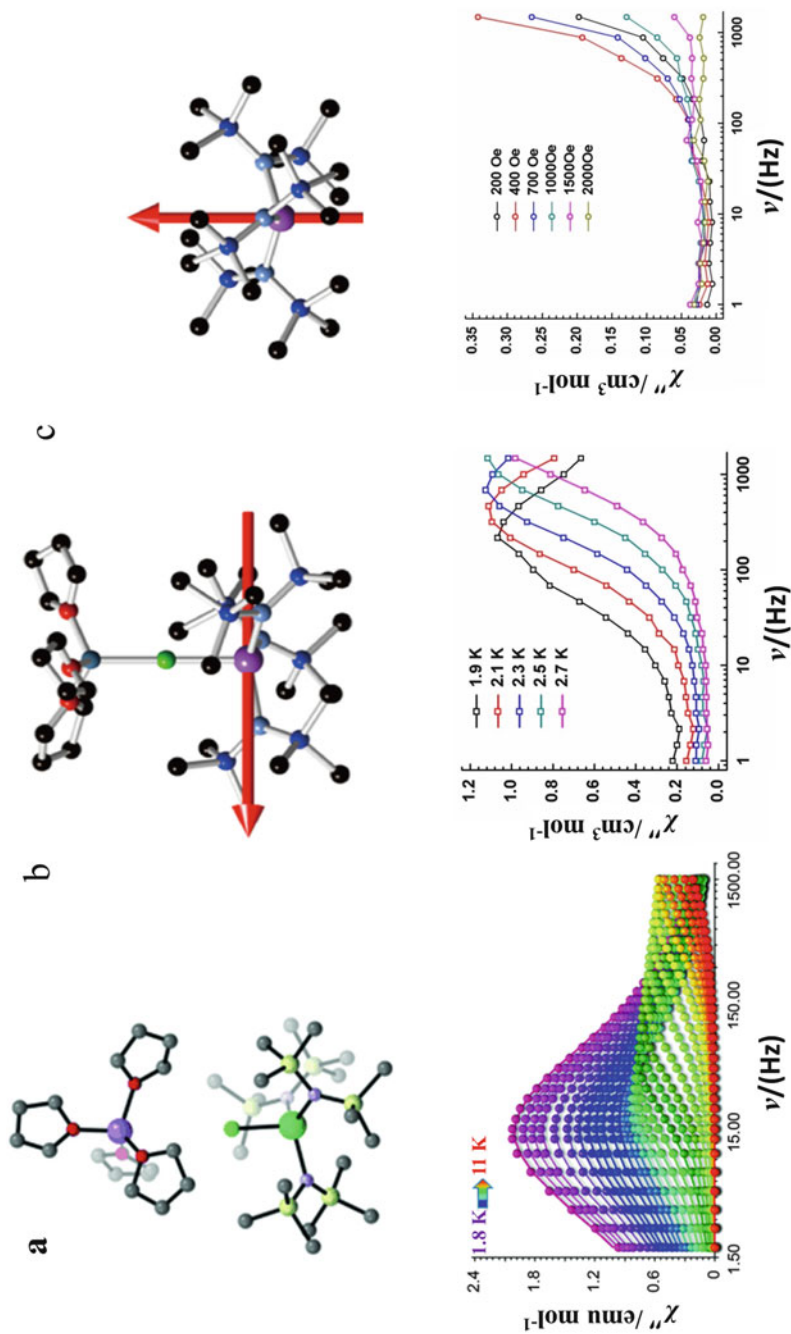 a
b
c
1.8 K 11 K
χ″/emu mol⁻¹
2.4
1.8
1.2
0.6
0
1.50
15.00
150.00
1500.00
ν/(Hz)
χ″/cm³ mol⁻¹
1.2
1.0
0.8
0.6
0.4
0.2
0.0
1.9 K
2.1 K
2.3 K
2.5 K
2.7 K
1
10
100
1000
ν/(Hz)
χ″/cm³ mol⁻¹
0.35
0.30
0.25
0.20
0.15
0.10
0.05
0.00
200 Oe
400 Oe
700 Oe
1000Oe
1500Oe
2000Oe
1
10
100
1000
ν/(Hz)